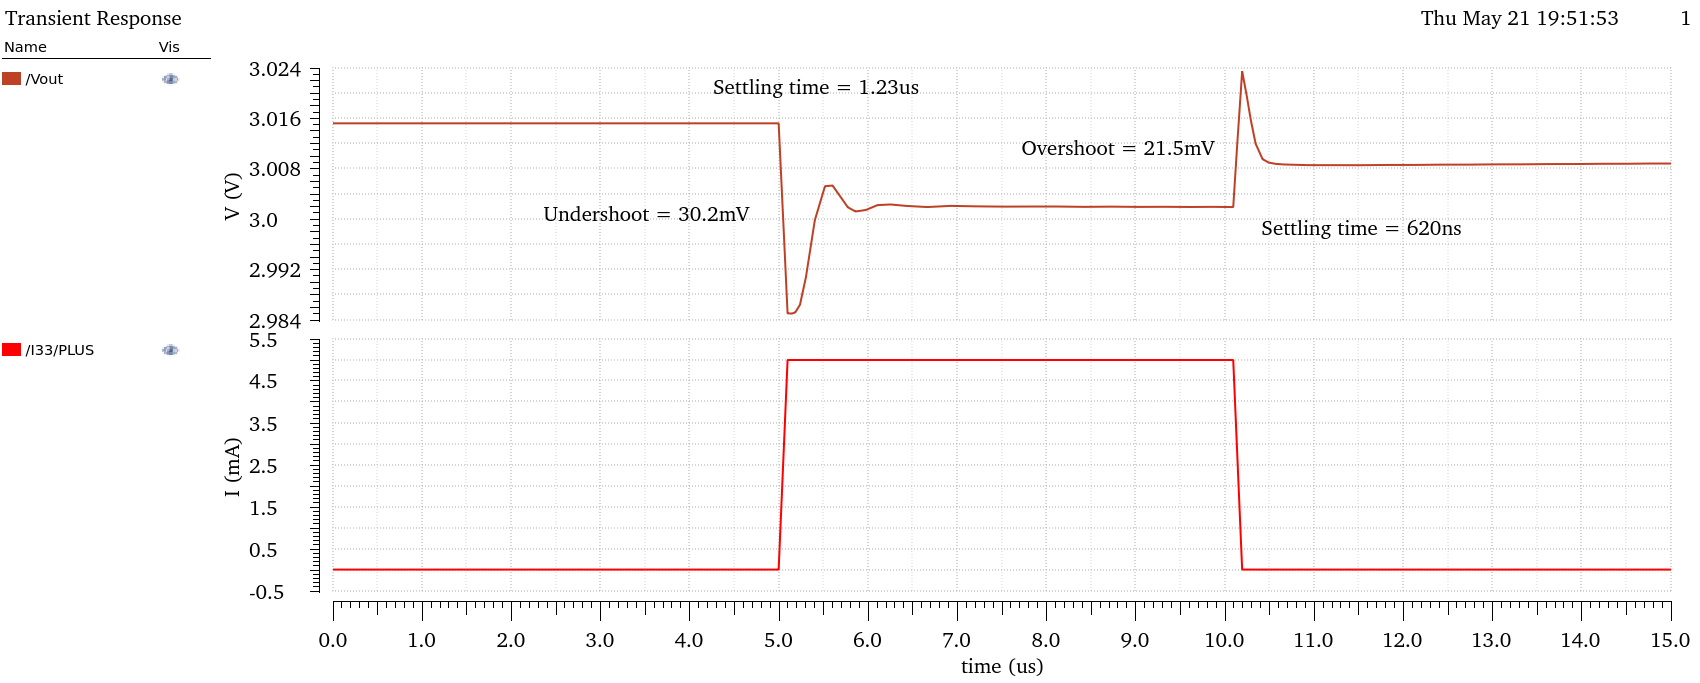 Transient Response
Thu May 21 19:51:53 1
Name Vis
/Vout
3.024
3.016
3.008
3.0
2.992
2.984
V (V)
Settling time = 1.23us
Overshoot = 21.5mV
Undershoot = 30.2mV
Settling time = 620ns
/I33/PLUS
5.5
4.5
3.5
2.5
1.5
0.5
-0.5
I (mA)
0.0 1.0 2.0 3.0 4.0 5.0 6.0 7.0 8.0 9.0 10.0 11.0 12.0 13.0 14.0 15.0
time (us)